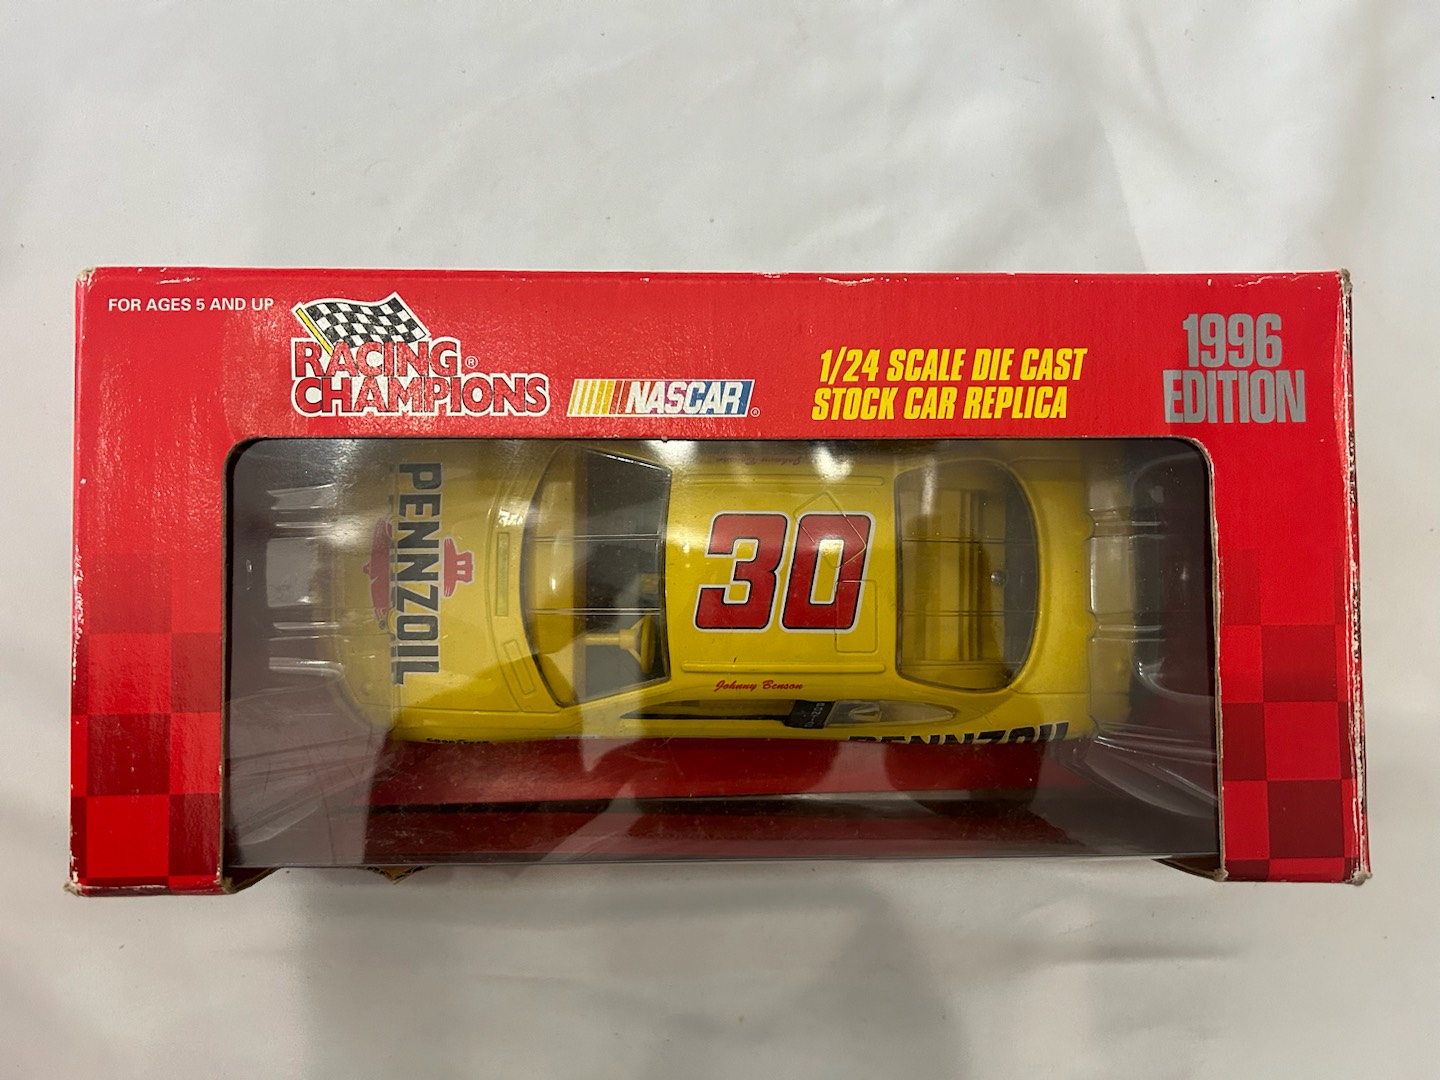 FOR AGES 5 AND UP
RACING®
CHAMPIONS
NASCAR®
1/24 SCALE DIE CAST
STOCK CAR REPLICA
1996
EDITION
PENNZOIL
30
Johnny Benson
PENNZOIL